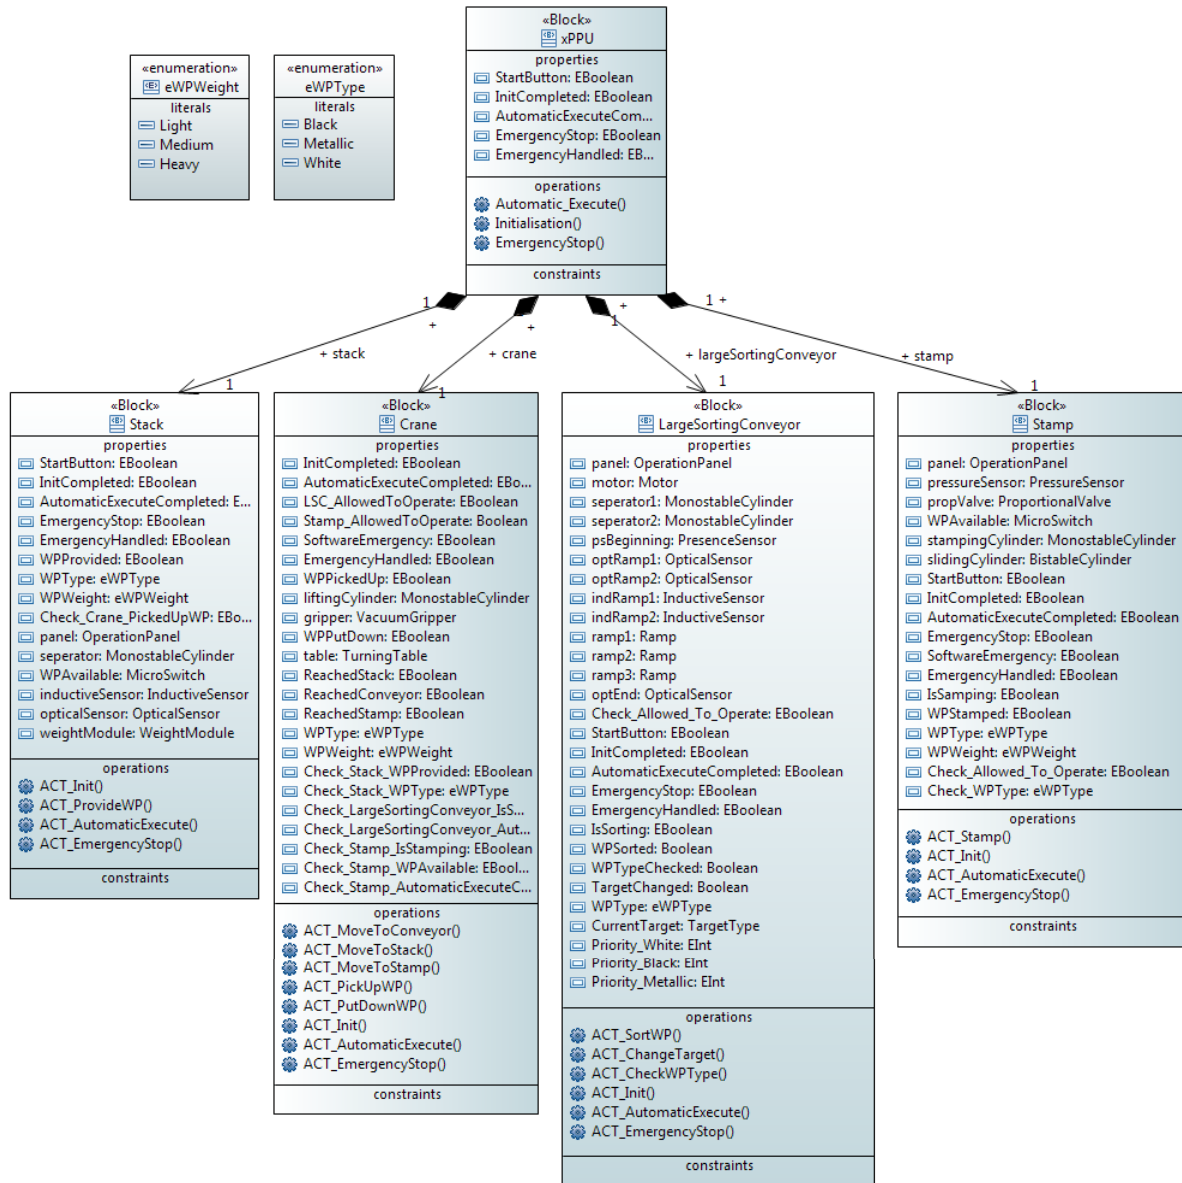 «enumeration»
eWPWeight
literals
Light
Medium
Heavy
«enumeration»
eWPType
literals
Black
Metallic
White
«Block»
xPPU
properties
StartButton: EBoolean
InitCompleted: EBoolean
AutomaticExecuteCom...
EmergencyStop: EBoolean
EmergencyHandled: EB...
operations
Automatic_Execute()
Initialisation()
EmergencyStop()
constraints
1
+
+
+
1
1 +
+ stack
+ crane
+ largeSortingConveyor
+ stamp
1
1
1
1
«Block»
Stack
properties
StartButton: EBoolean
InitCompleted: EBoolean
AutomaticExecuteCompleted: E...
EmergencyStop: EBoolean
EmergencyHandled: EBoolean
WPProvided: EBoolean
WPType: eWPType
WPWeight: eWPWeight
Check_Crane_PickedUpWP: EBo...
panel: OperationPanel
seperator: MonostableCylinder
WPAvailable: MicroSwitch
inductiveSensor: InductiveSensor
opticalSensor: OpticalSensor
weightModule: WeightModule
operations
ACT_Init()
ACT_ProvideWP()
ACT_AutomaticExecute()
ACT_EmergencyStop()
constraints
«Block»
Crane
properties
InitCompleted: EBoolean
AutomaticExecuteCompleted: EBo...
LSC_AllowedToOperate: EBoolean
Stamp_AllowedToOperate: Boolean
SoftwareEmergency: EBoolean
EmergencyHandled: EBoolean
WPPickedUp: EBoolean
liftingCylinder: MonostableCylinder
gripper: VacuumGripper
WPPutDown: EBoolean
table: TurningTable
ReachedStack: EBoolean
ReachedConveyor: EBoolean
ReachedStamp: EBoolean
WPType: eWPType
WPWeight: eWPWeight
Check_Stack_WPProvided: EBoolean
Check_Stack_WPType: eWPType
Check_LargeSortingConveyor_IsS...
Check_LargeSortingConveyor_Aut...
Check_Stamp_IsStamping: EBoolean
Check_Stamp_WPAvailable: EBool...
Check_Stamp_AutomaticExecuteC...
operations
ACT_MoveToConveyor()
ACT_MoveToStack()
ACT_MoveToStamp()
ACT_PickUpWP()
ACT_PutDownWP()
ACT_Init()
ACT_AutomaticExecute()
ACT_EmergencyStop()
constraints
«Block»
LargeSortingConveyor
properties
panel: OperationPanel
motor: Motor
seperator1: MonostableCylinder
seperator2: MonostableCylinder
psBeginning: PresenceSensor
optRamp1: OpticalSensor
optRamp2: OpticalSensor
indRamp1: InductiveSensor
indRamp2: InductiveSensor
ramp1: Ramp
ramp2: Ramp
ramp3: Ramp
optEnd: OpticalSensor
Check_Allowed_To_Operate: EBoolean
StartButton: EBoolean
InitCompleted: EBoolean
AutomaticExecuteCompleted: EBoolean
EmergencyStop: EBoolean
EmergencyHandled: EBoolean
IsSorting: EBoolean
WPSorted: Boolean
WPTypeChecked: Boolean
TargetChanged: Boolean
WPType: eWPType
CurrentTarget: TargetType
Priority_White: EInt
Priority_Black: EInt
Priority_Metallic: EInt
operations
ACT_SortWP()
ACT_ChangeTarget()
ACT_CheckWPType()
ACT_Init()
ACT_AutomaticExecute()
ACT_EmergencyStop()
constraints
«Block»
Stamp
properties
panel: OperationPanel
pressureSensor: PressureSensor
propValve: ProportionalValve
WPAvailable: MicroSwitch
stampingCylinder: MonostableCylinder
slidingCylinder: BistableCylinder
StartButton: EBoolean
InitCompleted: EBoolean
AutomaticExecuteCompleted: EBoolean
EmergencyStop: EBoolean
SoftwareEmergency: EBoolean
EmergencyHandled: EBoolean
IsSamping: EBoolean
WPStamped: EBoolean
WPType: eWPType
WPWeight: eWPWeight
Check_Allowed_To_Operate: EBoolean
Check_WPType: eWPType
operations
ACT_Stamp()
ACT_Init()
ACT_AutomaticExecute()
ACT_EmergencyStop()
constraints